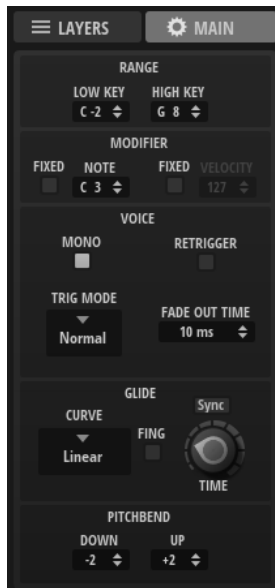 LAYERS MAIN
RANGE
LOW KEY HIGH KEY
C -2 G 8
MODIFIER
FIXED NOTE FIXED VELOCITY
C 3 127
VOICE
MONO RETRIGGER
TRIG MODE
FADE OUT TIME
Normal 10 ms
GLIDE
Sync
CURVE
FING
Linear
TIME
PITCHBEND
DOWN UP
-2 +2